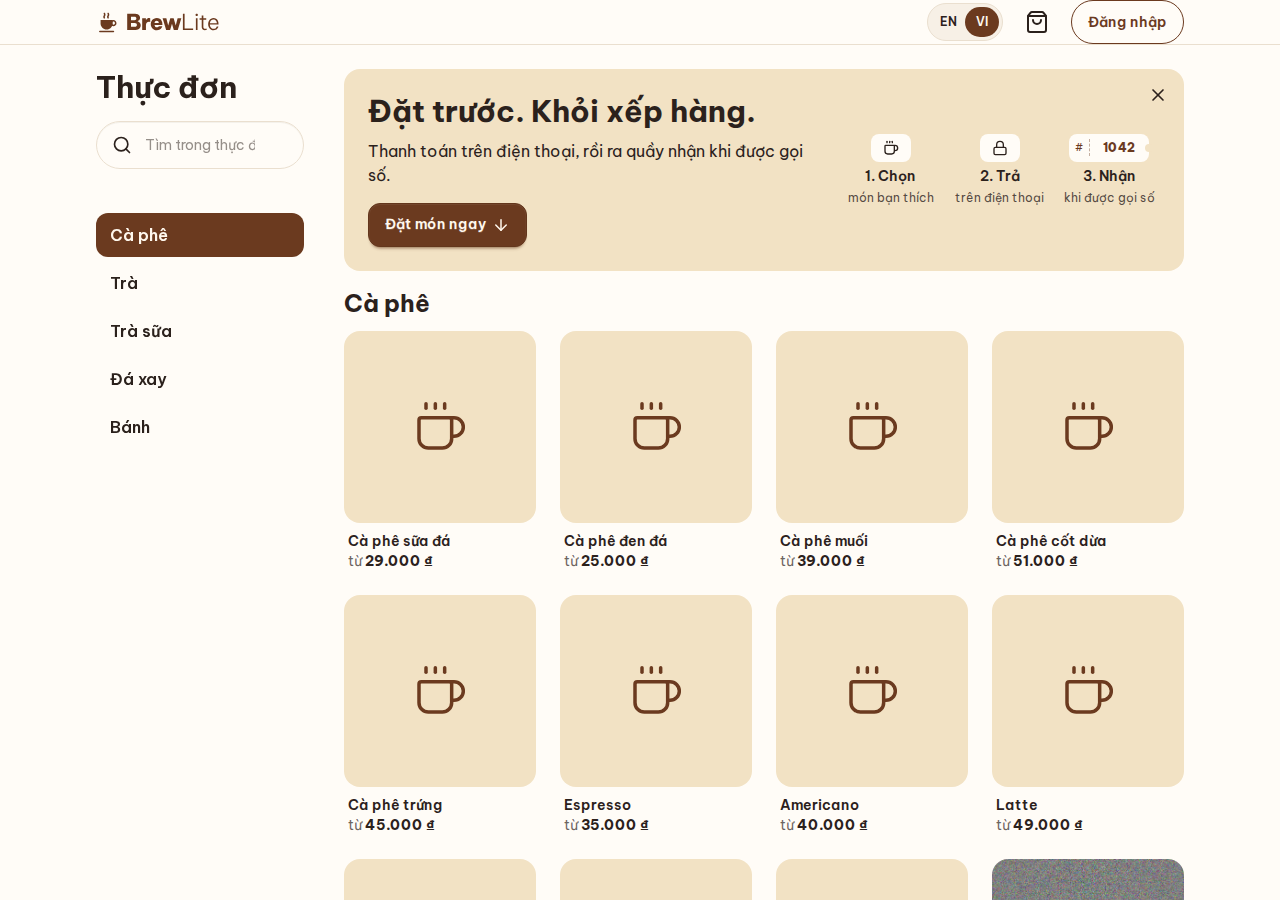 BrewLite
EN VI
Đăng nhập
Thực đơn
Tìm trong thực đ
Cà phê
Trà
Trà sữa
Đá xay
Bánh
Đặt trước. Khỏi xếp hàng.
Thanh toán trên điện thoại, rồi ra quầy nhận khi được gọi
số.
Đặt món ngay
1. Chọn
món bạn thích
2. Trả
trên điện thoại
# 1042
3. Nhận
khi được gọi số
Cà phê
Cà phê sữa đá
từ 29.000 ₫
Cà phê đen đá
từ 25.000 ₫
Cà phê muối
từ 39.000 ₫
Cà phê cốt dừa
từ 51.000 ₫
Cà phê trứng
từ 45.000 ₫
Espresso
từ 35.000 ₫
Americano
từ 40.000 ₫
Latte
từ 49.000 ₫